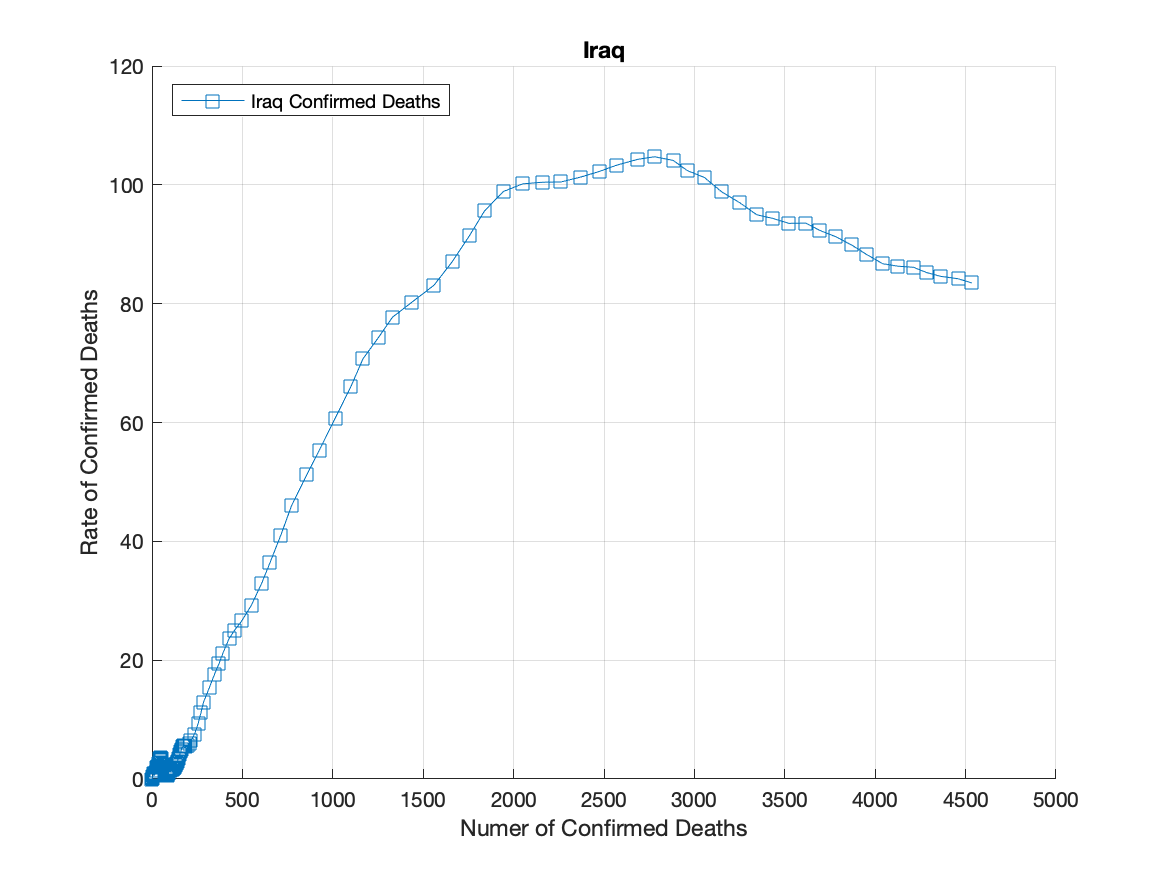 Iraq
Iraq Confirmed Deaths
Rate of Confirmed Deaths
120
100
80
60
40
20
0
0 500 1000 1500 2000 2500 3000 3500 4000 4500 5000
Numer of Confirmed Deaths